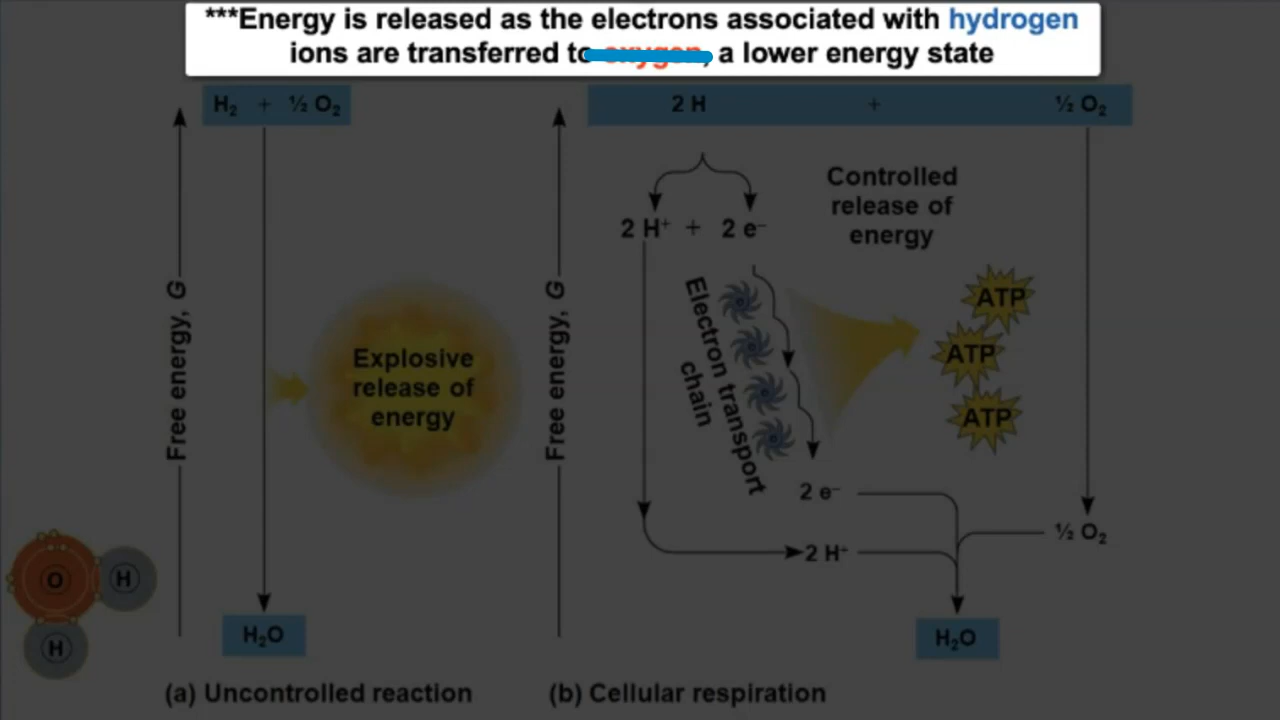 ***Energy is released as the electrons associated with hydrogen
ions are transferred to a lower energy state
H₂ + ½ O₂
2 H + ½ O₂
Controlled
release of
energy
2 H⁺ + 2 e⁻
Free energy, G
Explosive
release of
energy
Free energy, G
Electron transport
chain
ATP
ATP
ATP
2 e⁻
2 H⁺
½ O₂
O
H
H
H₂O
H₂O
(a) Uncontrolled reaction
(b) Cellular respiration